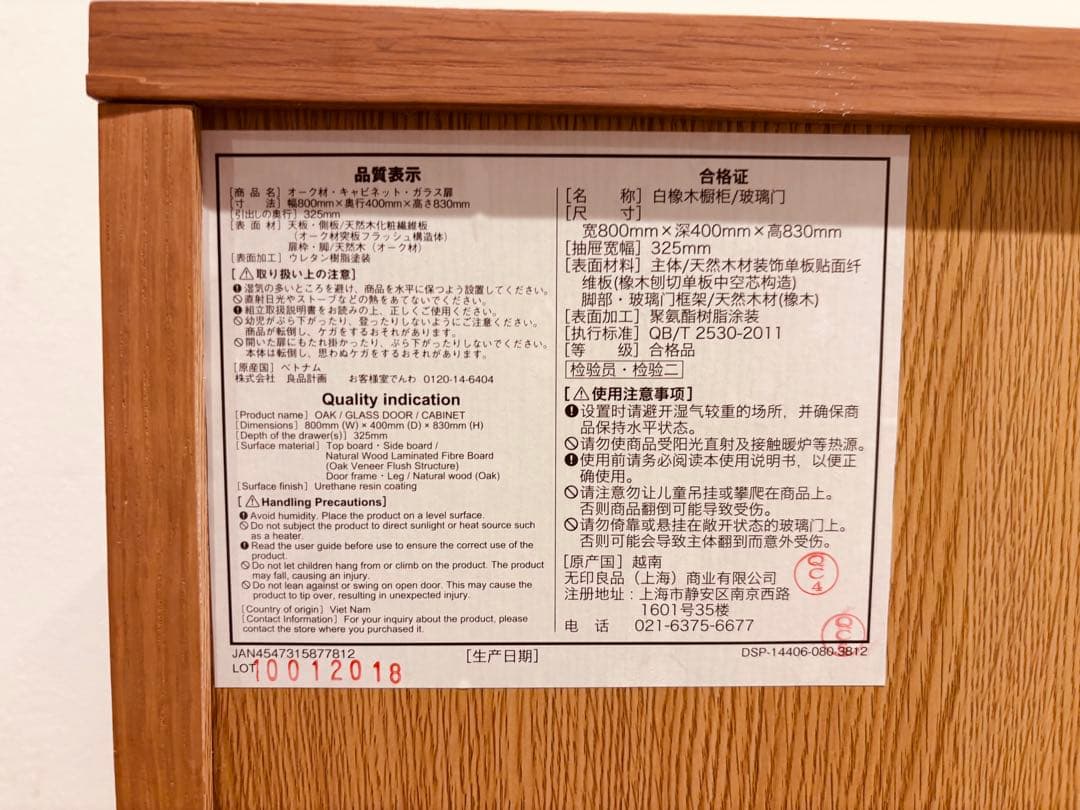 品質表示
[商 品 名] オーク材・キャビネット・ガラス扉
[寸 法] 幅800mm×奥行400mm×高さ830mm
[引出しの奥行] 325mm
[表 面 材] 天板・側板/天然木化粧繊維板
(オーク材突板フラッシュ構造体)
扉枠・脚/天然木 (オーク材)
[表面加工] ウレタン樹脂塗装
[⚠取り扱い上の注意]
❶湿気の多いところを避け、商品を水平に保つよう設置してください。
🚫直射日光やストーブなどの熱をあてないでください。
❶組立取扱説明書をお読みの上、正しくご使用ください。
🚫幼児がぶら下がったり、登ったりしないようにご注意ください。
商品が転倒し、ケガをするおそれがあります。
🚫開いた扉にもたれ掛かったり、ぶら下がったりしないでください。
本体は転倒し、思わぬケガをするおそれがあります。
[原産国] ベトナム
株式会社 良品計画 お客様室でんわ 0120-14-6404
Quality indication
[Product name] OAK / GLASS DOOR / CABINET
[Dimensions] 800mm (W) × 400mm (D) × 830mm (H)
[Depth of the drawer(s)] 325mm
[Surface material] Top board・Side board /
Natural Wood Laminated Fibre Board
(Oak Veneer Flush Structure)
Door frame・Leg / Natural wood (Oak)
[Surface finish] Urethane resin coating
[⚠Handling Precautions]
❶Avoid humidity. Place the product on a level surface.
🚫Do not subject the product to direct sunlight or heat source such
as a heater.
❶Read the user guide before use to ensure the correct use of the
product.
🚫Do not let children hang from or climb on the product. The product
may fall, causing an injury.
🚫Do not lean against or swing on open door. This may cause the
product to tip over, resulting in unexpected injury.
[Country of origin] Viet Nam
[Contact Information] For your inquiry about the product, please
contact the store where you purchased it.
合格证
[名 称] 白橡木橱柜/玻璃门
[尺 寸]
宽800mm×深400mm×高830mm
[抽屉宽幅] 325mm
[表面材料] 主体/天然木材装饰单板贴面纤
维板(橡木刨切单板中空芯构造)
脚部・玻璃门框架/天然木材(橡木)
[表面加工] 聚氨酯树脂涂装
[执行标准] QB/T 2530-2011
[等 级] 合格品
[检验员・检验二]
[⚠使用注意事项]
❶设置时请避开湿气较重的场所，并确保商
品保持水平状态。
🚫请勿使商品受阳光直射及接触暖炉等热源。
❶使用前请务必阅读本使用说明书，以便正
确使用。
🚫请注意勿让儿童吊挂或攀爬在商品上。
否则商品翻倒可能导致受伤。
🚫请勿倚靠或悬挂在敞开状态的玻璃门上。
否则可能会导致主体翻到而意外受伤。
[原产国] 越南
无印良品（上海）商业有限公司
注册地址：上海市静安区南京西路
1601号35楼
电 话 021-6375-6677
QC4
JAN4547315877812
[生产日期]
DSP-14406-080-3812
LOT 10012018